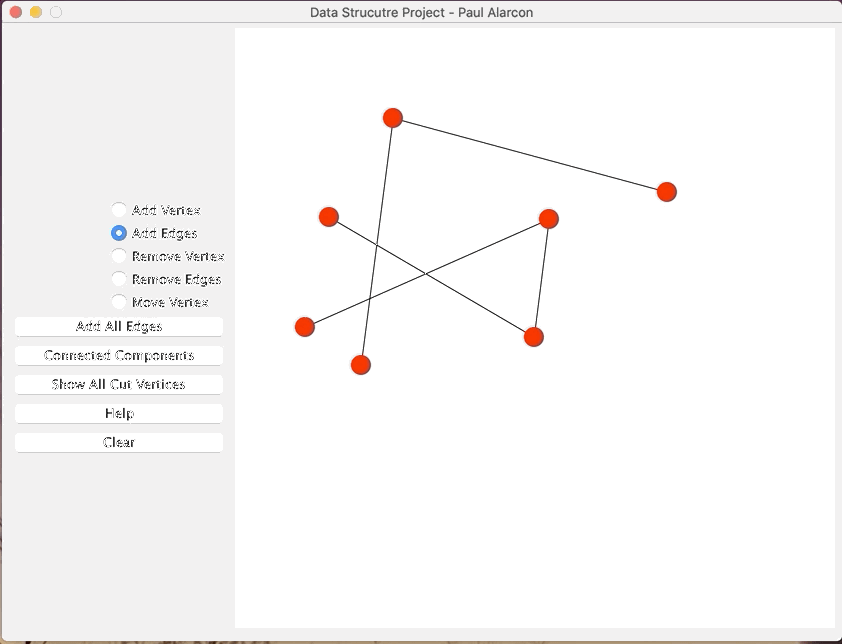 Data Strucutre Project - Paul Alarcon
Add Vertex
Add Edges
Remove Vertex
Remove Edges
Move Vertex
Add All Edges
Connected Components
Show All Cut Vertices
Help
Clear